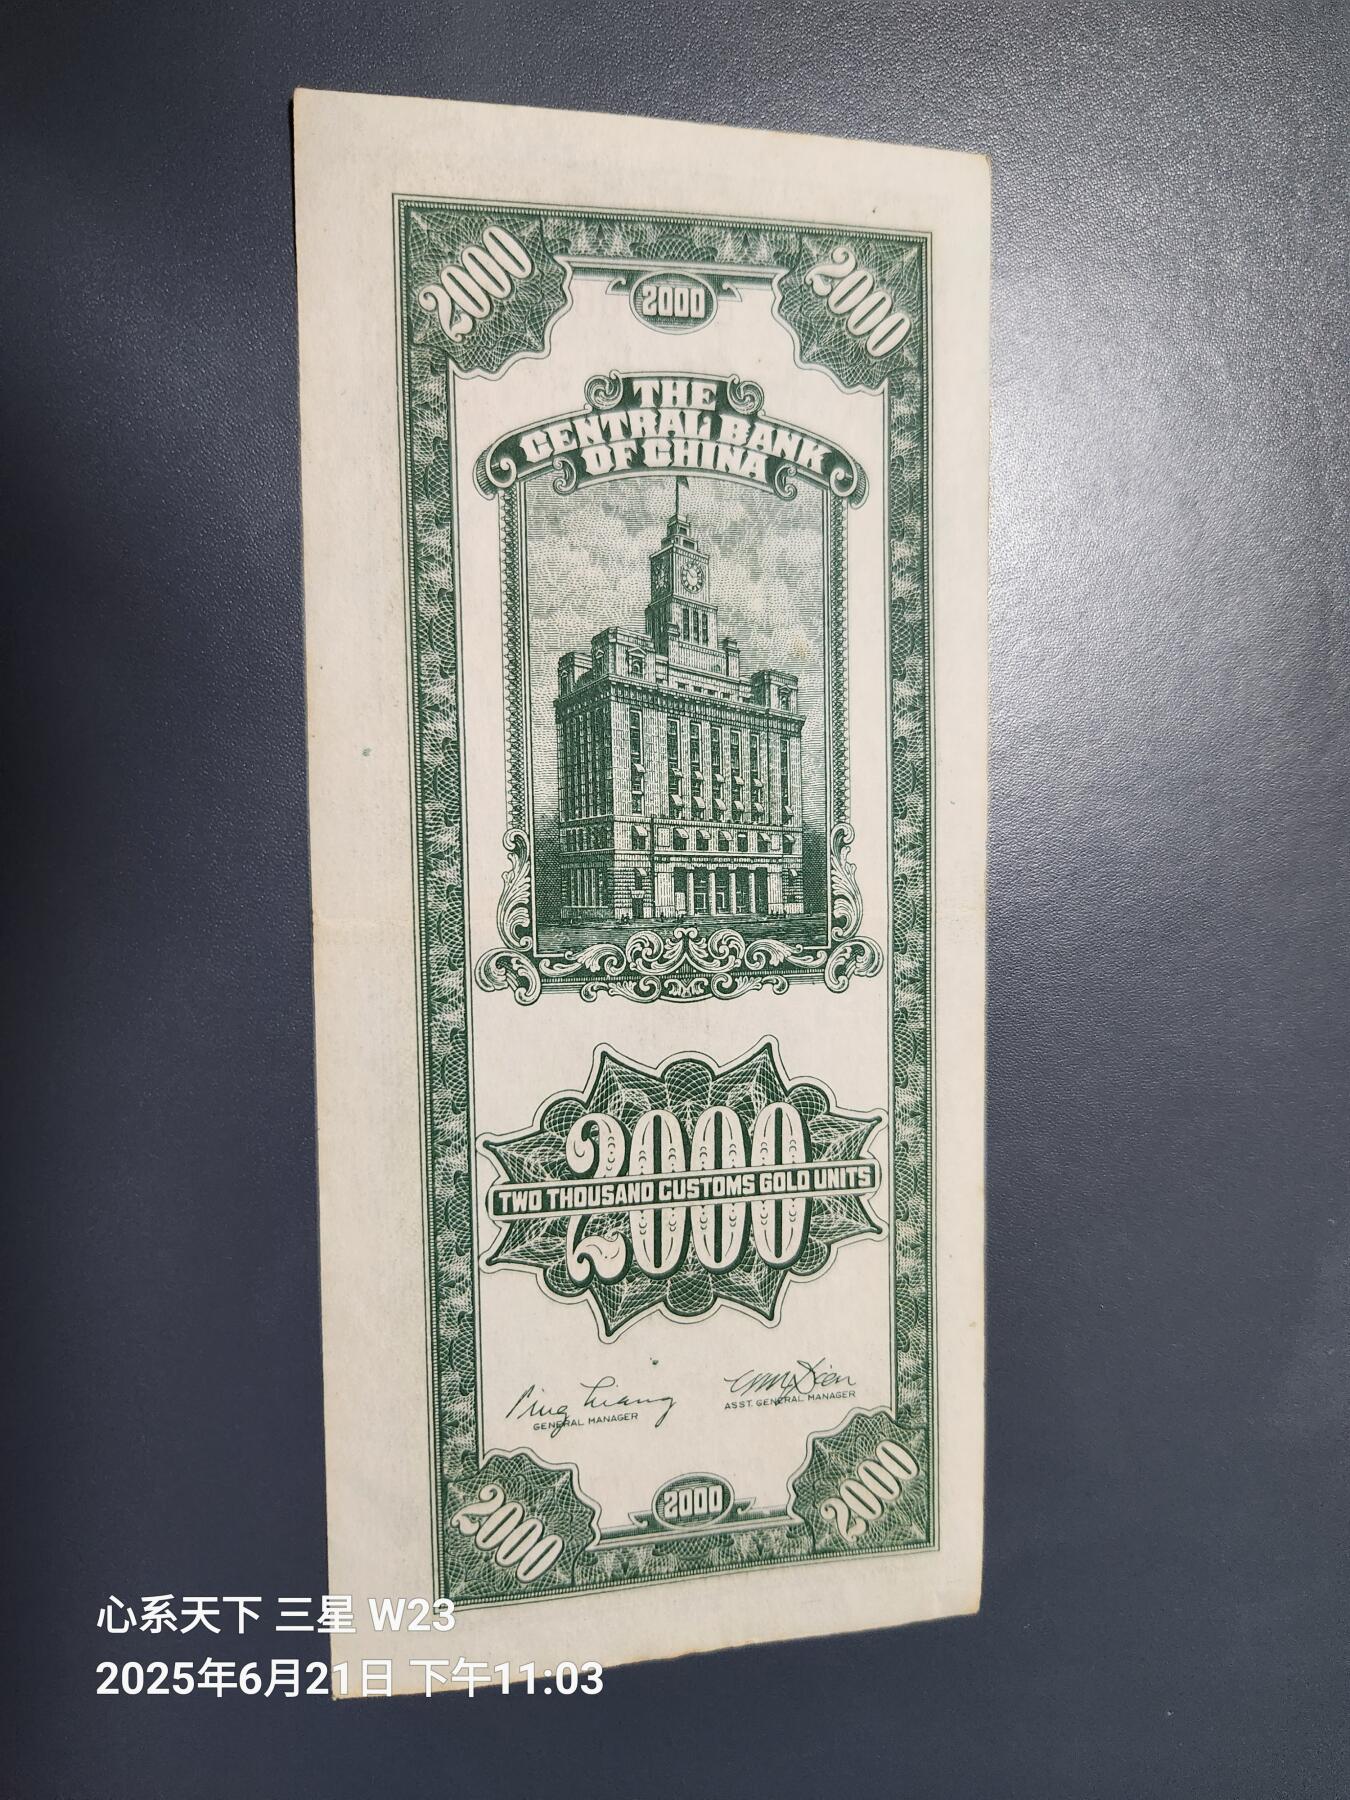 2000
2000
2000
THE
CENTRAL BANK
OF CHINA
2000
TWO THOUSAND CUSTOMS GOLD UNITS
GENERAL MANAGER
ASST. GENERAL MANAGER
2000
2000
2000
心系天下 三星 W23
2025年6月21日 下午11:03